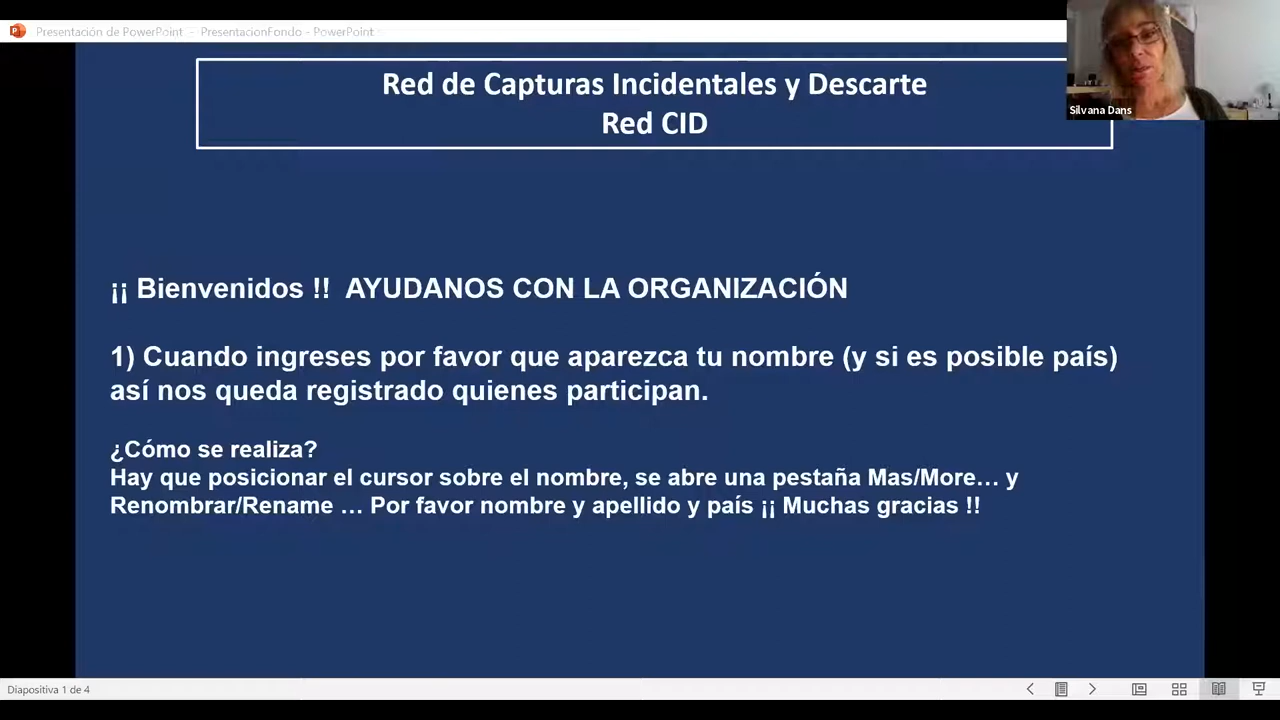 Presentación de PowerPoint - PresentacionFondo - PowerPoint
Silvana Dans
Red de Capturas Incidentales y Descarte
Red CID
¡¡ Bienvenidos !! AYUDANOS CON LA ORGANIZACIÓN
1) Cuando ingreses por favor que aparezca tu nombre (y si es posible país)
así nos queda registrado quienes participan.
¿Cómo se realiza?
Hay que posicionar el cursor sobre el nombre, se abre una pestaña Mas/More… y
Renombrar/Rename … Por favor nombre y apellido y país ¡¡ Muchas gracias !!
Diapositiva 1 de 4